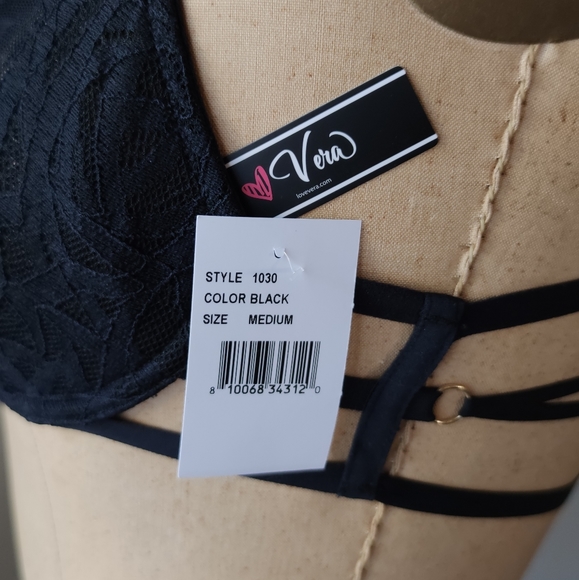 Vera
lovevera.com
STYLE 1030
COLOR BLACK
SIZE MEDIUM
8 10068 34312 0